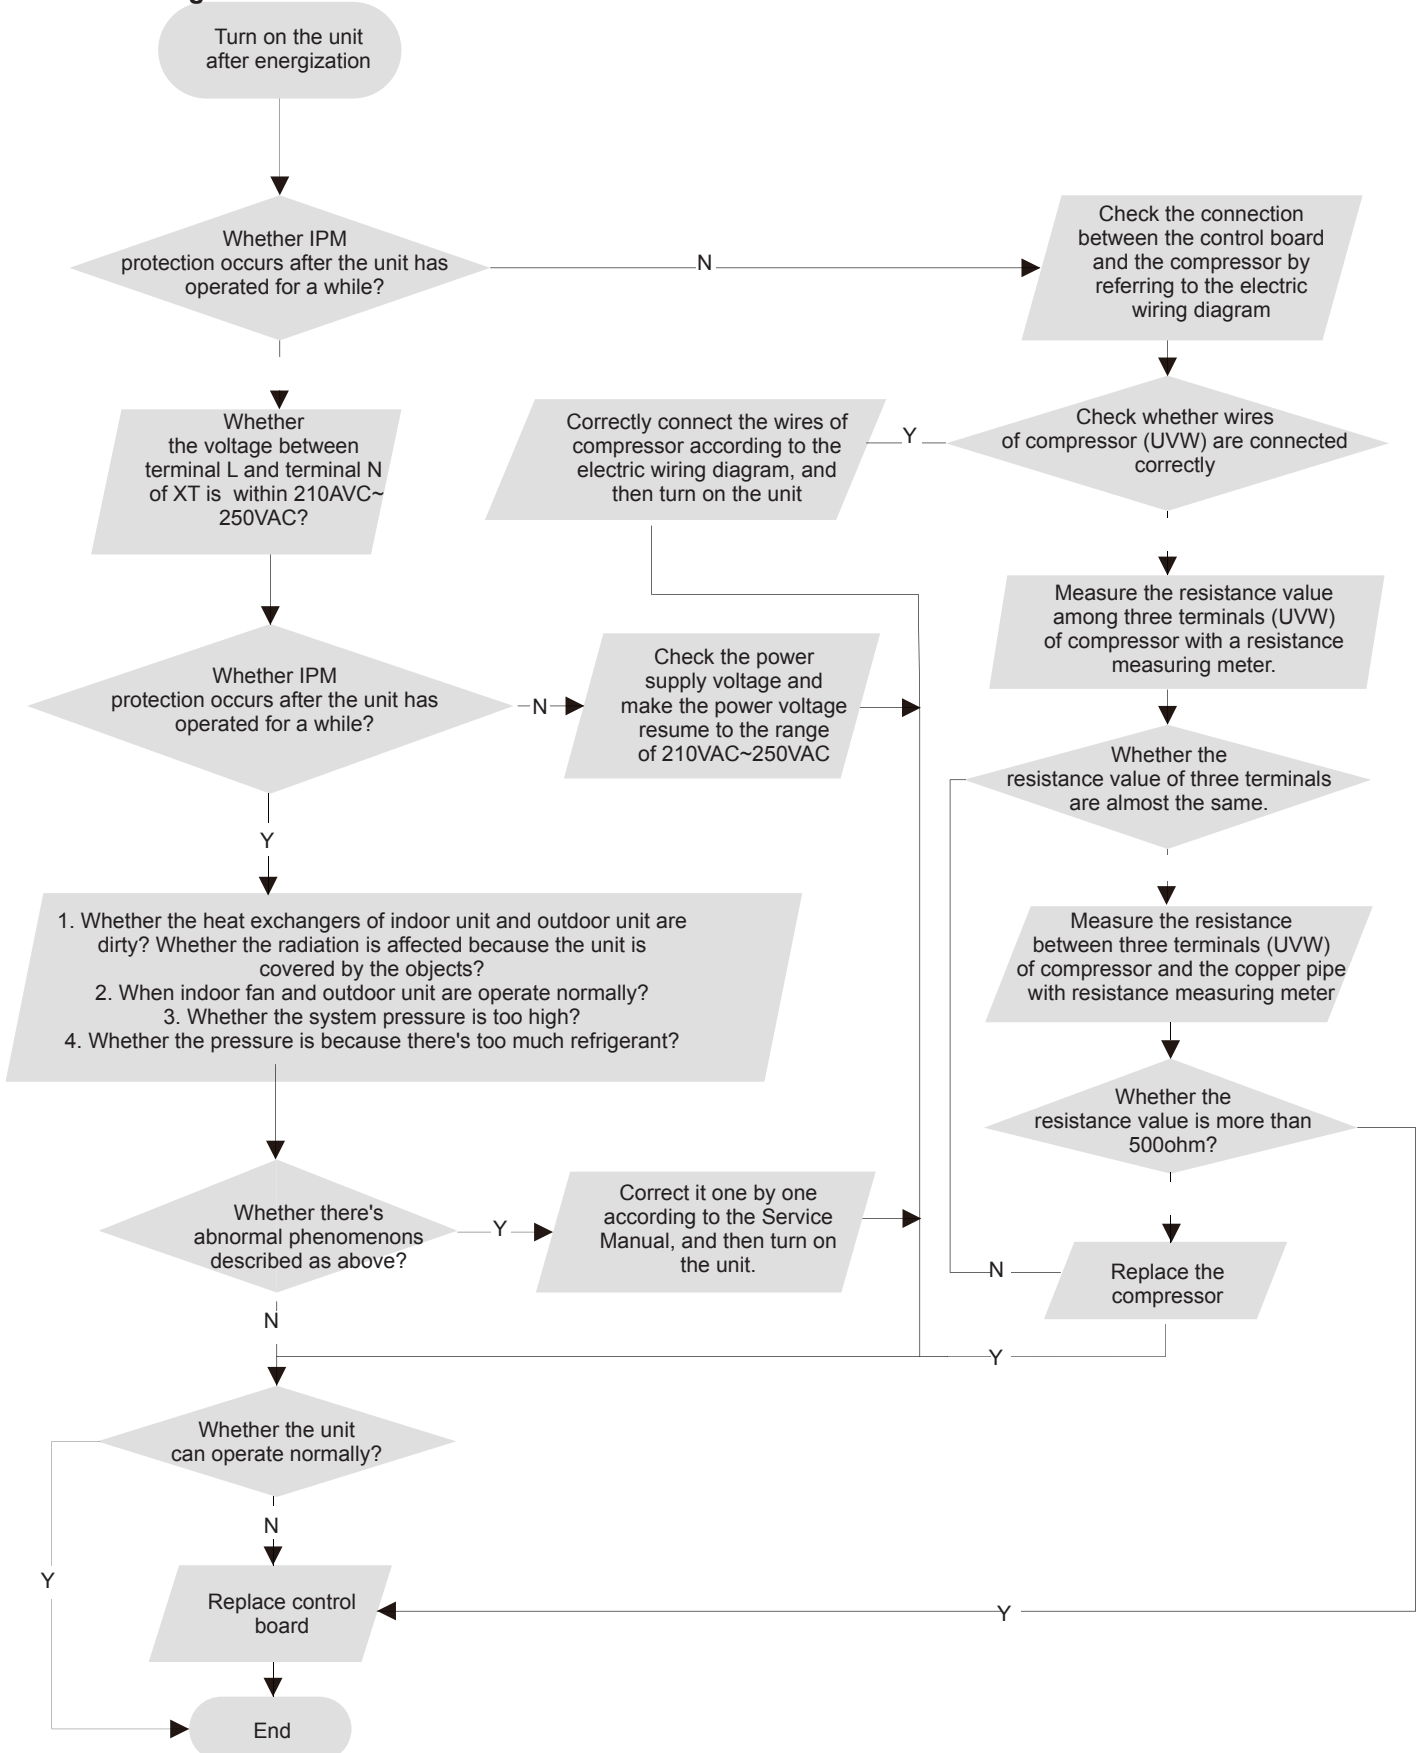 Turn on the unit
after energization
Whether IPM
protection occurs after the unit has
operated for a while?
N
Check the connection
between the control board
and the compressor by
referring to the electric
wiring diagram
Whether
the voltage between
terminal L and terminal N
of XT is within 210AVC~
250VAC?
Correctly connect the wires of
compressor according to the
electric wiring diagram, and
then turn on the unit
Y
Check whether wires
of compressor (UVW) are connected
correctly
Measure the resistance value
among three terminals (UVW)
of compressor with a resistance
measuring meter.
Whether IPM
protection occurs after the unit has
operated for a while?
N
Check the power
supply voltage and
make the power voltage
resume to the range
of 210VAC~250VAC
Whether the
resistance value of three terminals
are almost the same.
Y
1. Whether the heat exchangers of indoor unit and outdoor unit are
dirty? Whether the radiation is affected because the unit is
covered by the objects?
2. When indoor fan and outdoor unit are operate normally?
3. Whether the system pressure is too high?
4. Whether the pressure is because there's too much refrigerant?
Measure the resistance
between three terminals (UVW)
of compressor and the copper pipe
with resistance measuring meter
Whether the
resistance value is more than
500ohm?
Whether there's
abnormal phenomenons
described as above?
Y
Correct it one by one
according to the Service
Manual, and then turn on
the unit.
N
Replace the
compressor
N
Y
Whether the unit
can operate normally?
N
Y
Replace control
board
Y
End